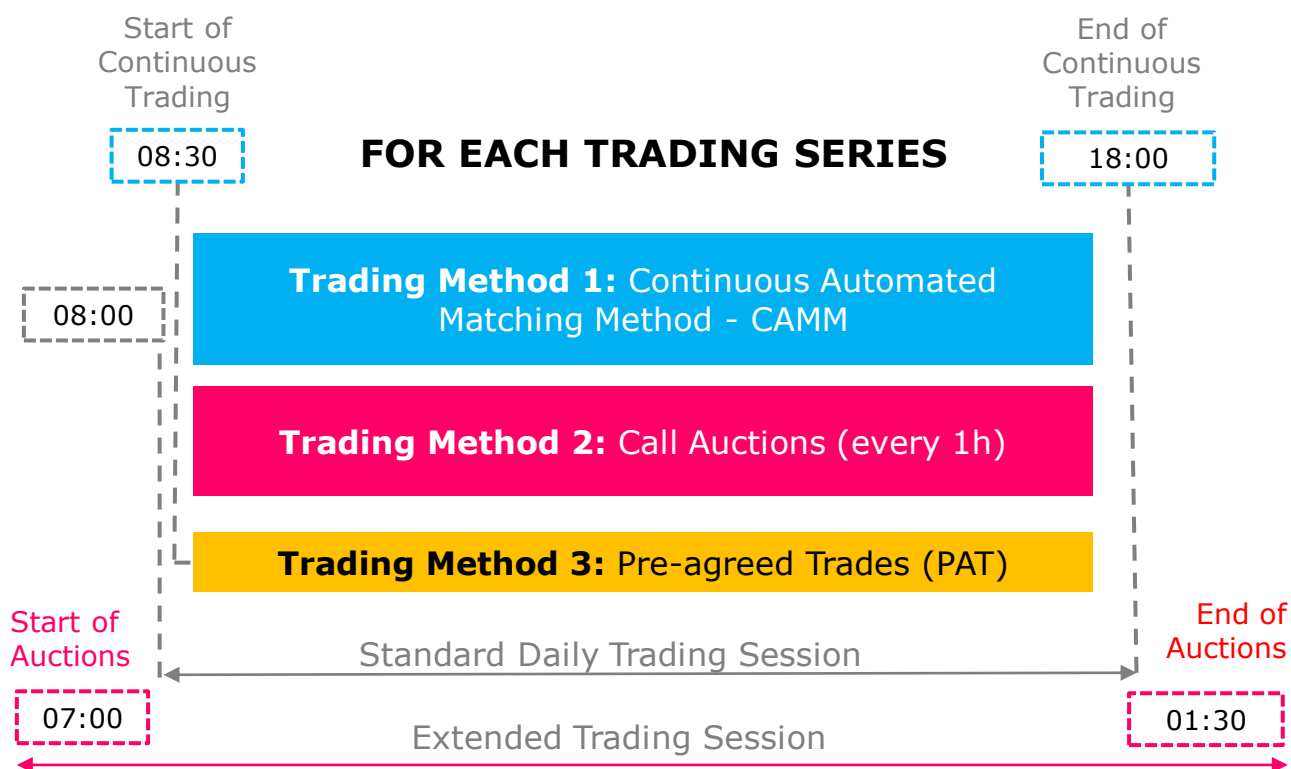 Start of
Continuous
Trading
End of
Continuous
Trading
08:30
FOR EACH TRADING SERIES
18:00
Trading Method 1: Continuous Automated
Matching Method - CAMM
08:00
Trading Method 2: Call Auctions (every 1h)
Trading Method 3: Pre-agreed Trades (PAT)
Start of
Auctions
End of
Auctions
Standard Daily Trading Session
07:00
01:30
Extended Trading Session